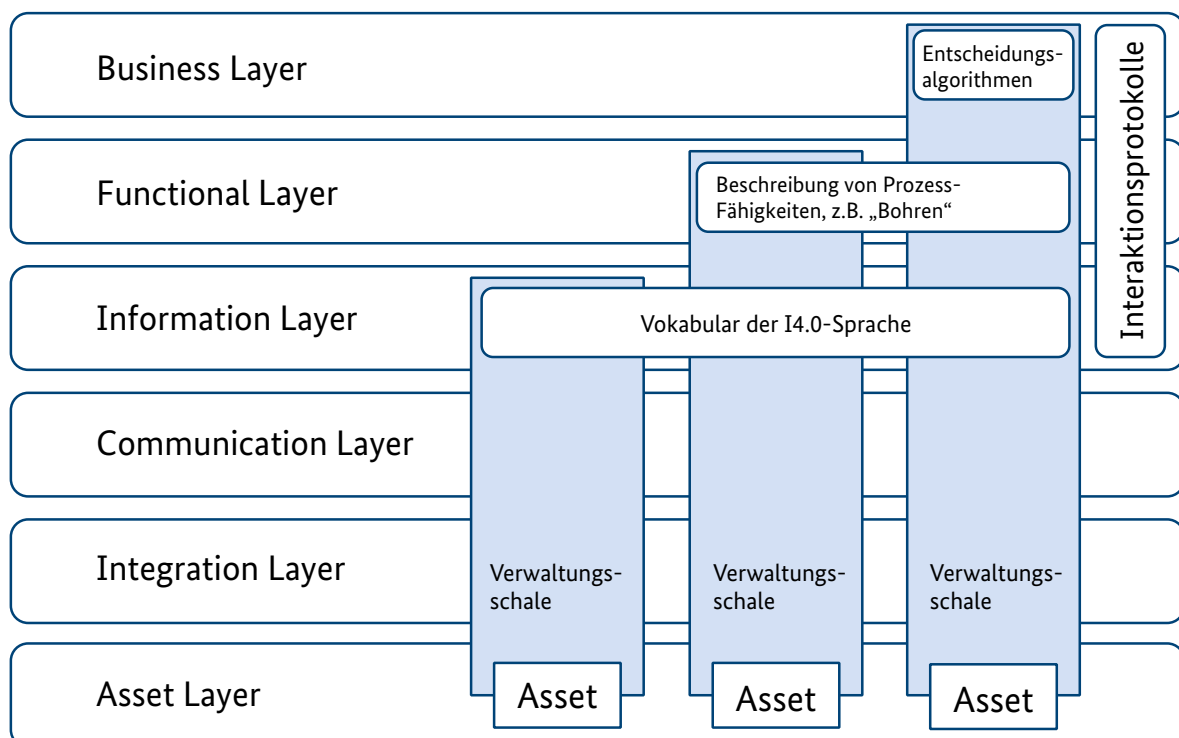 Business Layer
Entscheidungs-
algorithmen
Interaktionsprotokolle
Functional Layer
Beschreibung von Prozess-
Fähigkeiten, z.B. „Bohren“
Information Layer
Vokabular der I4.0-Sprache
Communication Layer
Integration Layer
Verwaltungs-
schale
Verwaltungs-
schale
Verwaltungs-
schale
Asset Layer
Asset
Asset
Asset